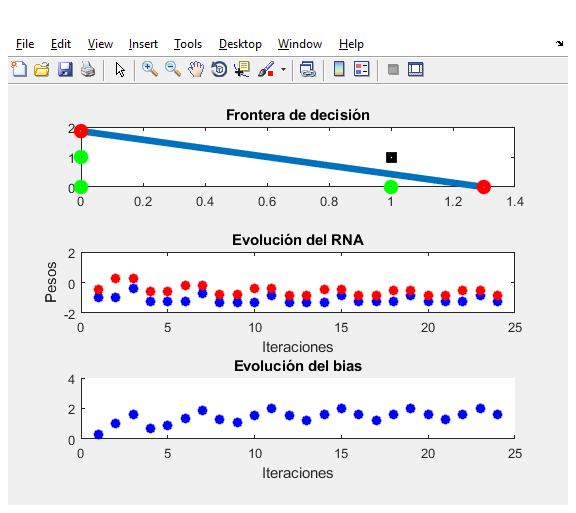 File Edit View Insert Tools Desktop Window Help
Frontera de decisión
2
1
0
0 0.2 0.4 0.6 0.8 1 1.2 1.4
Evolución del RNA
Pesos
2
0
-2
0 5 10 15 20 25
Iteraciones
Evolución del bias
4
2
0
0 5 10 15 20 25
Iteraciones